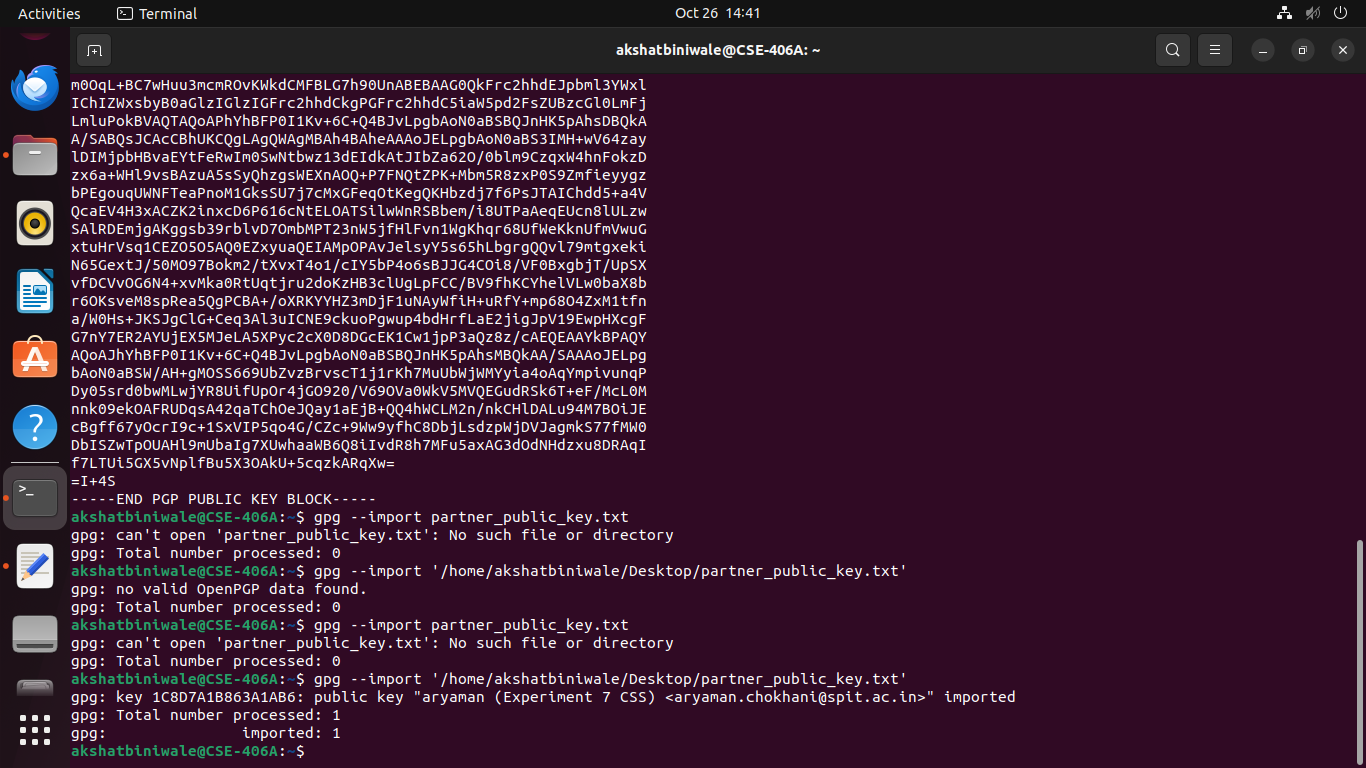 Activities
Terminal
Oct 26 14:41
akshatbiniwale@CSE-406A: ~
m0OqL+BC7wHuu3mcmROvKWkdCMFBLG7h90UnABEBAAG0QkFrc2hhdEJpbml3YWxl
IChIZWxsbyB0aGlzIGlzIGFrc2hhdCkgPGFrc2hhdC5iaW5pd2FsZUBzcGl0LmFj
LmluPokBVAQTAQoAPhYhBFP0I1Kv+6C+Q4BJvLpgbAoN0aBSBQJnHK5pAhsDBQkA
A/SABQsJCAcCBhUKCQgLAgQWAgMBAh4BAheAAAoJELpgbAoN0aBS3IMH+wV64zay
lDIMjpbHBvaEYtFeRwIm0SwNtbwz13dEIdkAtJIbZa62O/0blm9CzqxW4hnFokzD
zx6a+WHl9vsBAzuA5sSyQhzgsWEXnAOQ+P7FNQtZPK+Mbm5R8zxP0S9Zmfieyygz
bPEgouqUWNFTeaPnoM1GksSU7j7cMxGFeqOtKegQKHbzdj7f6PsJTAIChdd5+a4V
QcaEV4H3xACZK2inxcD6P616cNtELOATSilwWnRSBbem/i8UTPaAeqEUcn8lULzw
SAlRDEmjgAKggsb39rblvD7OmbMPT23nW5jfHlFvn1WgKhqr68UfWeKknUfmVwuG
xtuHrVsq1CEZO5O5AQ0EZxyuaQEIAMpOPAvJelsyY5s65hLbgrgQQvl79mtgxeki
N65GextJ/50MO97Bokm2/tXvxT4o1/cIY5bP4o6sBJJG4COi8/VF0BxgbjT/UpSX
vfDCVvOG6N4+xvMka0RtUqtjru2doKzHB3clUgLpFCC/BV9fhKCYhelVLw0baX8b
r6OKsveM8spRea5QgPCBA+/oXRKYYHZ3mDjF1uNAyWfiH+uRfY+mp68O4ZxM1tfn
a/W0Hs+JKSJgClG+Ceq3Al3uICNE9ckuoPgwup4bdHrfLaE2jigJpV19EwpHXcgF
G7nY7ER2AYUjEX5MJeLA5XPyc2cX0D8DGcEK1Cw1jpP3aQz8z/cAEQEAAYkBPAQY
AQoAJhYhBFP0I1Kv+6C+Q4BJvLpgbAoN0aBSBQJnHK5pAhsMBQkAA/SAAAoJELpg
bAoN0aBSW/AH+gMOSS669UbZvzBrvscT1j1rKh7MuUbWjWMYyia4oAqYmpivunqP
Dy05srd0bwMLwjYR8UifUpOr4jGO920/V69OVa0WkV5MVQEGudRSk6T+eF/McL0M
nnk09ekOAFRUDqsA42qaTChOeJQay1aEjB+QQ4hWCLM2n/nkCHlDALu94M7BOiJE
cBgff67yOcrI9c+1SxVIP5qo4G/CZc+9Ww9yfhC8DbjLsdzpWjDVJagmkS77fMW0
DbISZwTpOUAHl9mUbaIg7XUwhaaWB6Q8iIvdR8h7MFu5axAG3dOdNHdzxu8DRAqI
f7LTUi5GX5vNplfBu5X3OAkU+5cqzkARqXw=
=I+4S
-----END PGP PUBLIC KEY BLOCK-----
akshatbiniwale@CSE-406A:~$ gpg --import partner_public_key.txt
gpg: can't open 'partner_public_key.txt': No such file or directory
gpg: Total number processed: 0
akshatbiniwale@CSE-406A:~$ gpg --import '/home/akshatbiniwale/Desktop/partner_public_key.txt'
gpg: no valid OpenPGP data found.
gpg: Total number processed: 0
akshatbiniwale@CSE-406A:~$ gpg --import partner_public_key.txt
gpg: can't open 'partner_public_key.txt': No such file or directory
gpg: Total number processed: 0
akshatbiniwale@CSE-406A:~$ gpg --import '/home/akshatbiniwale/Desktop/partner_public_key.txt'
gpg: key 1C8D7A1B863A1AB6: public key "aryaman (Experiment 7 CSS) <aryaman.chokhani@spit.ac.in>" imported
gpg: Total number processed: 1
gpg:               imported: 1
akshatbiniwale@CSE-406A:~$